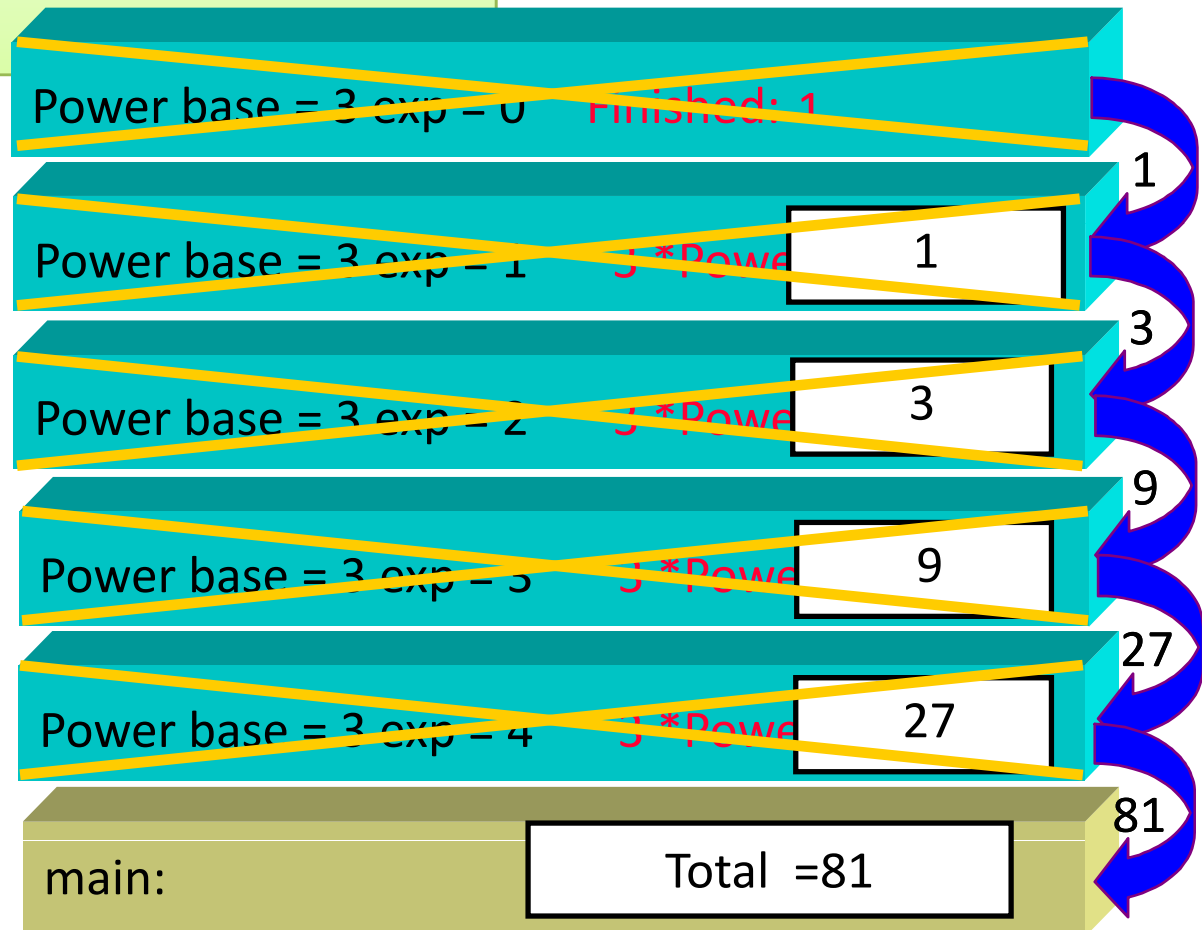 Power base = 3 exp = 0 Finished: 1
1
Power base = 3 exp = 1 3 *Powe 1
3
Power base = 3 exp = 2 3 *Powe 3
9
Power base = 3 exp = 3 3 *Powe 9
27
Power base = 3 exp = 4 3 *Powe 27
81
main: Total =81